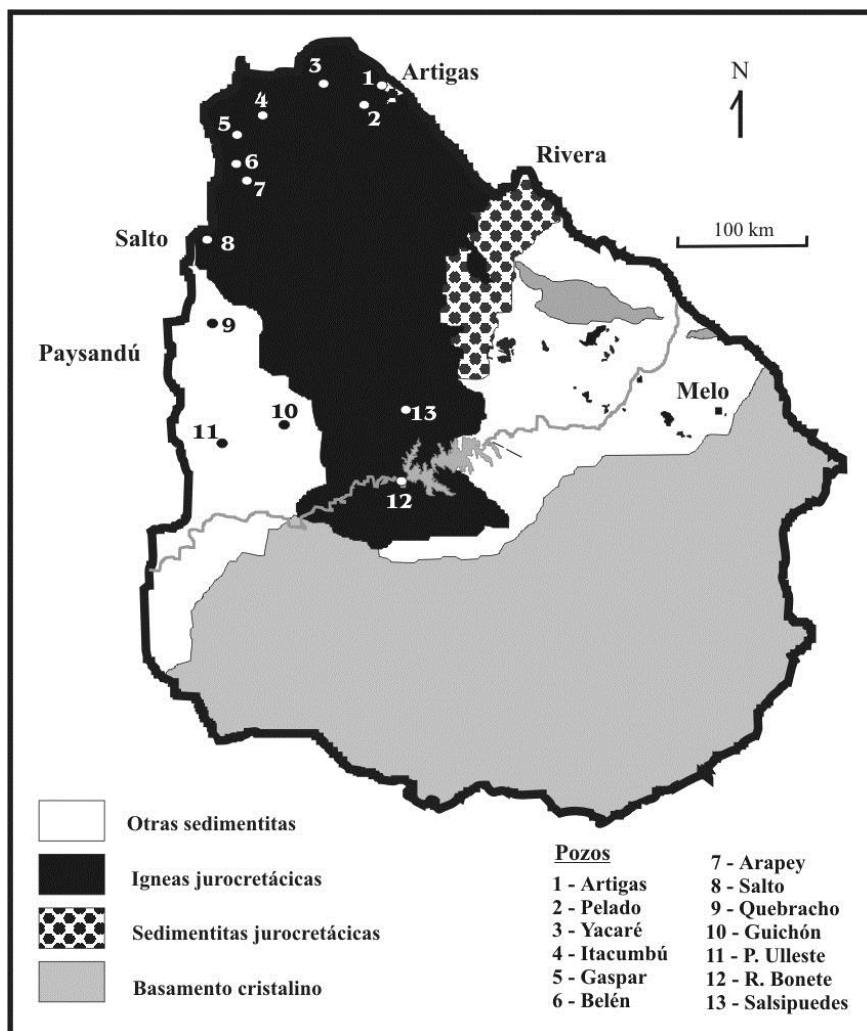 3
1
Artigas
N
2
4
5
Rivera
6
7
100 km
Salto
8
9
Paysandú
Melo
13
10
11
12
Otras sedimentitas
Igneas jurocretácicas
Sedimentitas jurocretácicas
Basamento cristalino
Pozos
1 - Artigas
2 - Pelado
3 - Yacaré
4 - Itacumbú
5 - Gaspar
6 - Belén
7 - Arapey
8 - Salto
9 - Quebracho
10 - Guichón
11 - P. Ulleste
12 - R. Bonete
13 - Salsipuedes